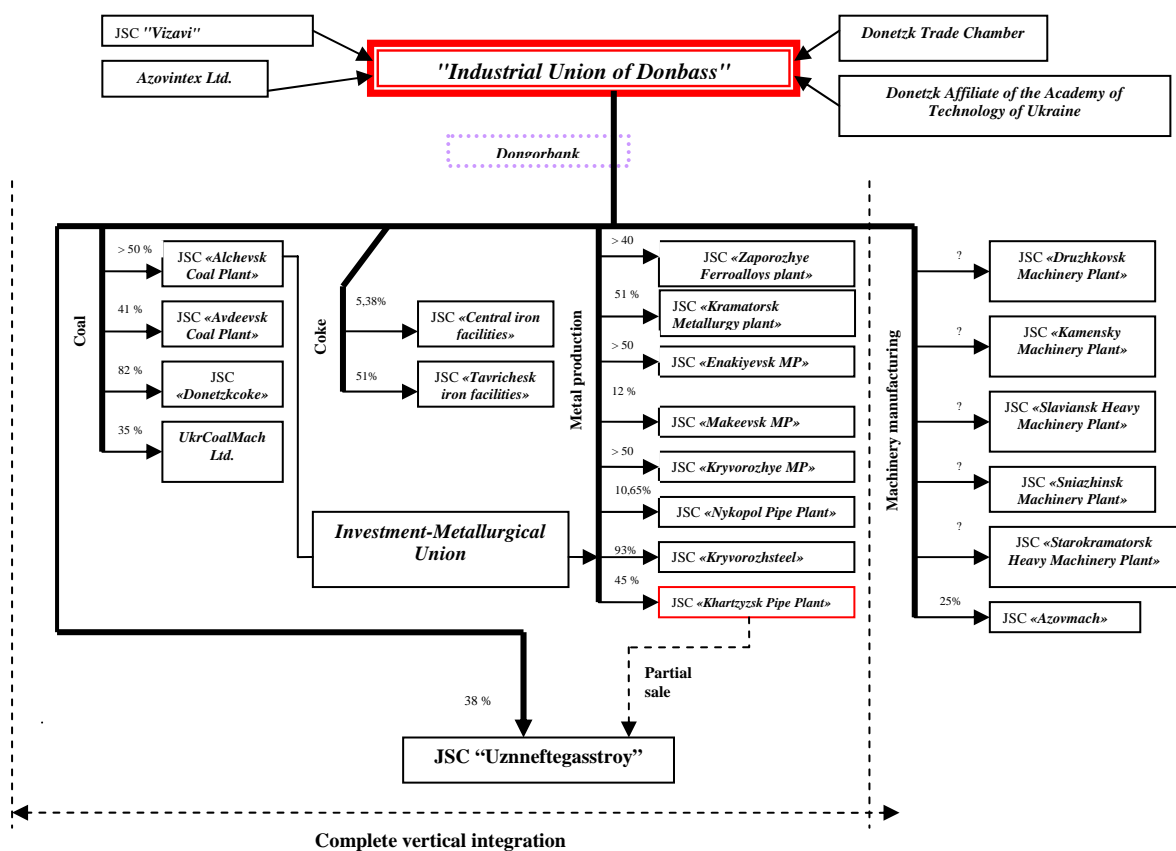 JSC "Vizavi"
Azovintex Ltd.
"Industrial Union of Donbass"
Donetzk Trade Chamber
Donetzk Affiliate of the Academy of
Technology of Ukraine
Dongorbank
Coal
> 50 %
JSC «Alchevsk
Coal Plant»
41 %
JSC «Avdeevsk
Coal Plant»
82 %
JSC
«Donetzkcoke»
35 %
UkrCoalMach
Ltd.
Coke
5,38%
JSC «Central iron
facilities»
51%
JSC «Tavrichesk
iron facilities»
Investment-Metallurgical
Union
Metal production
> 40
JSC «Zaporozhye
Ferroalloys plant»
51 %
JSC «Kramatorsk
Metallurgy plant»
> 50
JSC «Enakiyevsk MP»
12 %
JSC «Makeevsk MP»
> 50
JSC «Kryvorozhye MP»
10,65%
JSC «Nykopol Pipe Plant»
93%
JSC «Kryvorozhsteel»
45 %
JSC «Khartzyzsk Pipe Plant»
Machinery manufacturing
?
JSC «Druzhkovsk
Machinery Plant»
?
JSC «Kamensky
Machinery Plant»
?
JSC «Slaviansk Heavy
Machinery Plant»
?
JSC «Sniazhinsk
Machinery Plant»
?
JSC «Starokramatorsk
Heavy Machinery Plant»
25%
JSC «Azovmach»
Partial
sale
38 %
.
JSC “Uznneftegasstroy”
Complete vertical integration